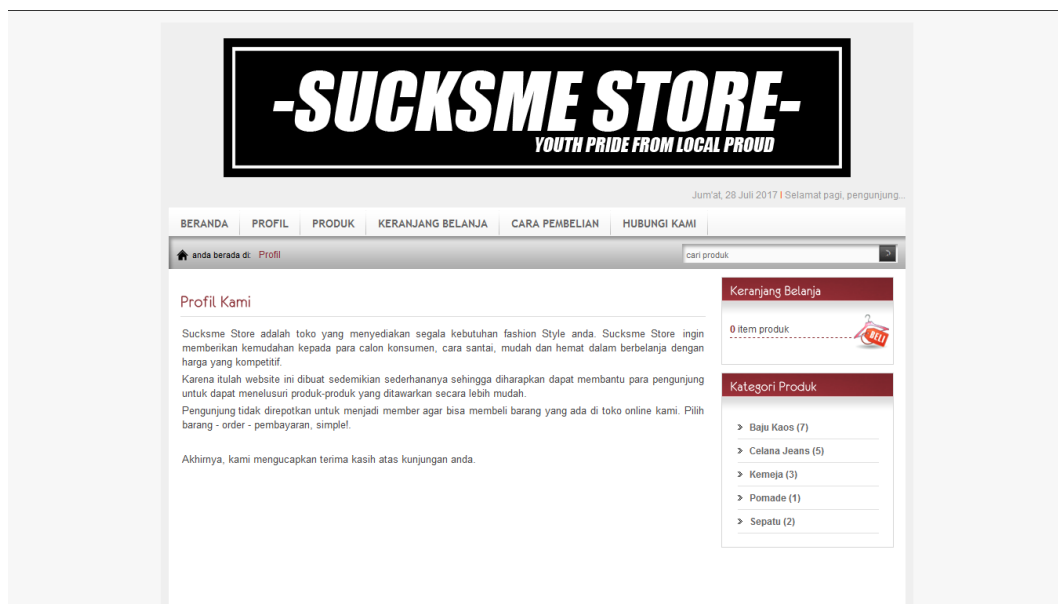 -SUCKSME STORE-
YOUTH PRIDE FROM LOCAL PROUD
Jum'at, 28 Juli 2017 I Selamat pagi, pengunjung...
BERANDA PROFIL PRODUK KERANJANG BELANJA CARA PEMBELIAN HUBUNGI KAMI
anda berada di: Profil
cari produk
Profil Kami
Sucksme Store adalah toko yang menyediakan segala kebutuhan fashion Style anda. Sucksme Store ingin
memberikan kemudahan kepada para calon konsumen, cara santai, mudah dan hemat dalam berbelanja dengan
harga yang kompetitif.
Karena itulah website ini dibuat sedemikian sederhananya sehingga diharapkan dapat membantu para pengunjung
untuk dapat menelusuri produk-produk yang ditawarkan secara lebih mudah.
Pengunjung tidak direpotkan untuk menjadi member agar bisa membeli barang yang ada di toko online kami. Pilih
barang - order - pembayaran, simple!.
Akhirnya, kami mengucapkan terima kasih atas kunjungan anda.
Keranjang Belanja
0 item produk
BELI
Kategori Produk
Baju Kaos (7)
Celana Jeans (5)
Kemeja (3)
Pomade (1)
Sepatu (2)